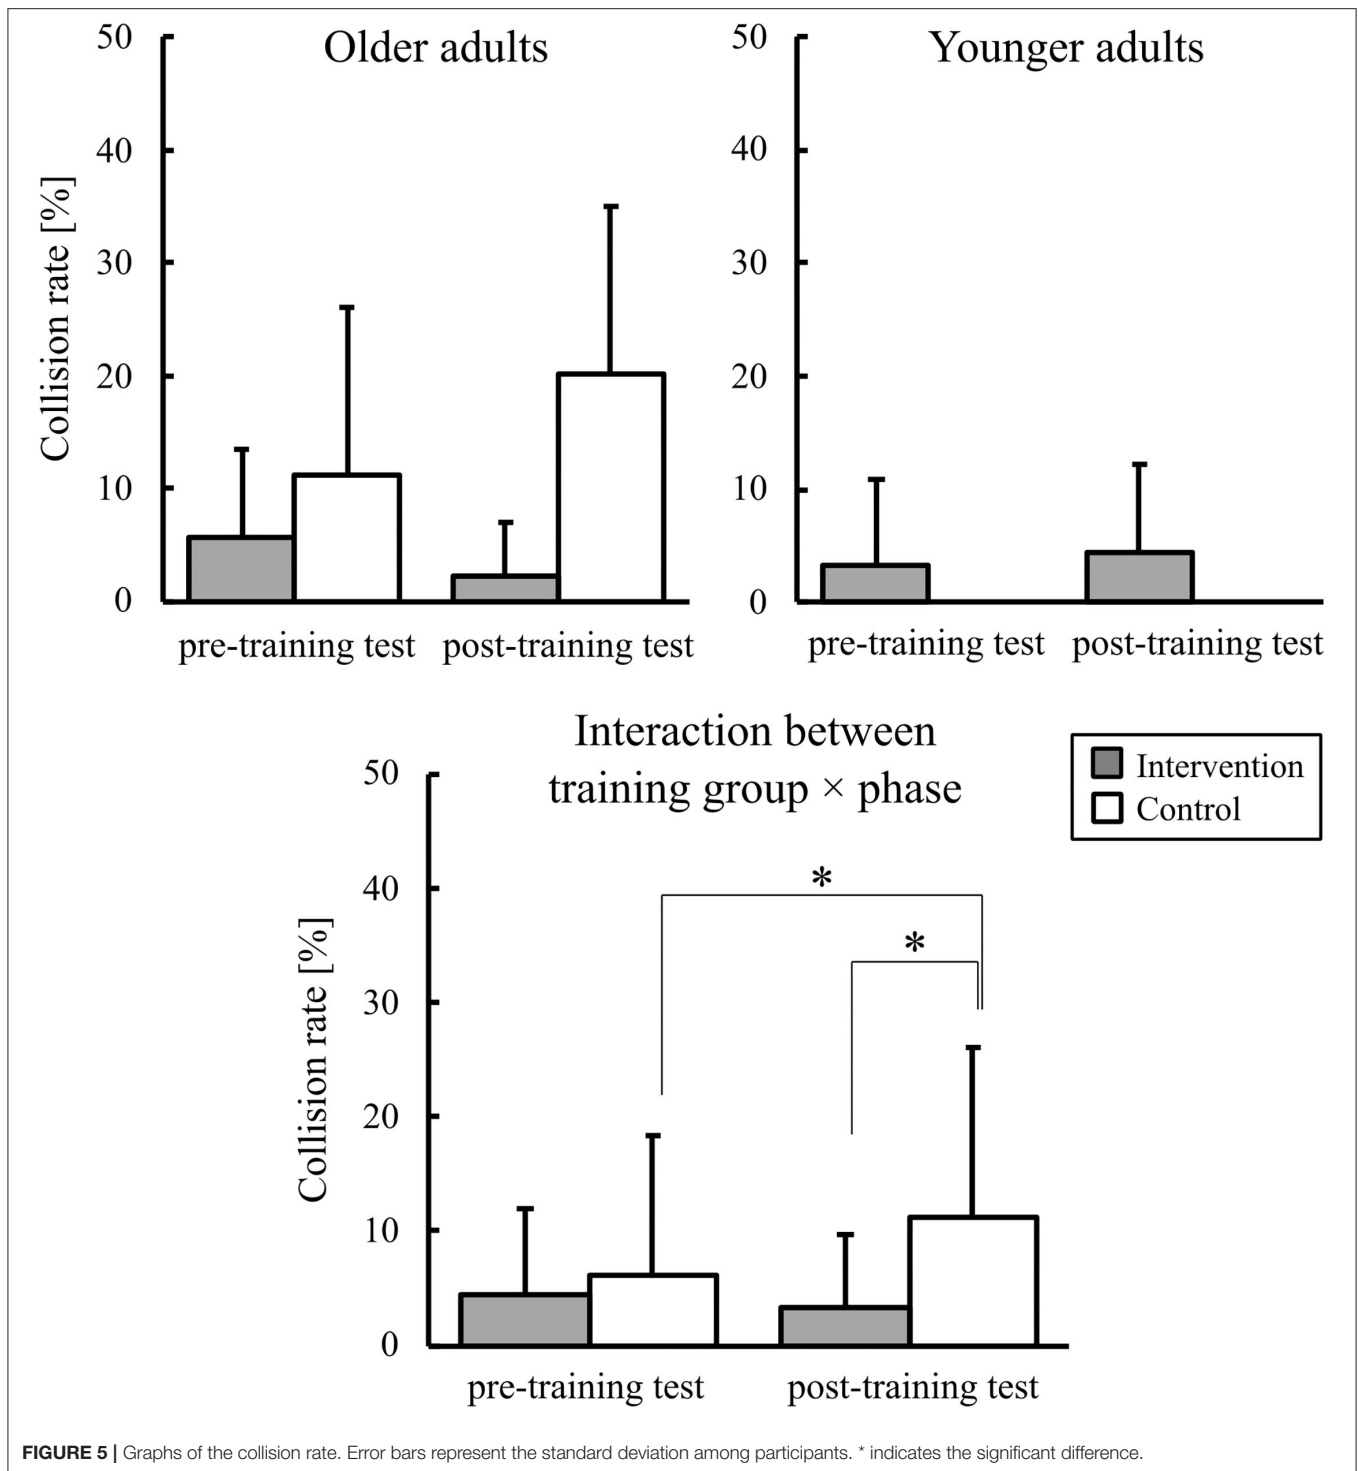 Older adults
Collision rate [%]
50
40
30
20
10
0
pre-training test
post-training test
Younger adults
50
40
30
20
10
0
pre-training test
post-training test
Interaction between
training group × phase
Intervention
Control
Collision rate [%]
50
40
30
20
10
0
*
*
pre-training test
post-training test
FIGURE 5 | Graphs of the collision rate. Error bars represent the standard deviation among participants. * indicates the significant difference.